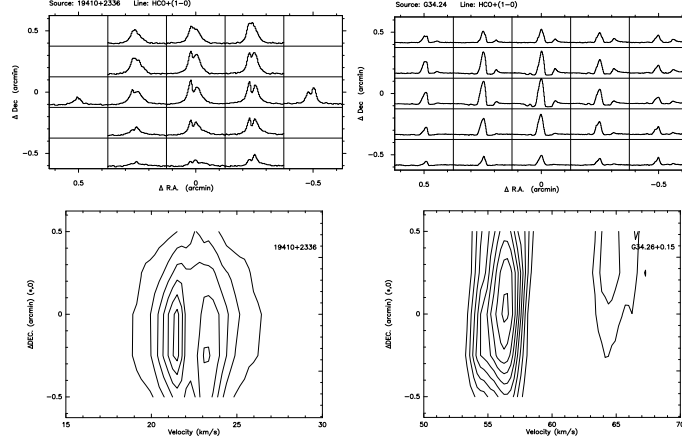 Source: 19410+2336 Line: HCO+(1-0)
0.5
0
-0.5
Δ Dec (arcmin)
0.5 0 -0.5
Δ R.A. (arcmin)
Source: G34.24 Line: HCO+(1-0)
0.5
0
-0.5
Δ Dec (arcmin)
0.5 0 -0.5
Δ R.A. (arcmin)
19410+2336
0.5
0
-0.5
ΔDEC. (arcmin) (*,0)
15 20 25 30
Velocity (km/s)
G34.26+0.15
0.5
0
-0.5
ΔDEC. (arcmin) (*,0)
50 55 60 65 70
Velocity (km/s)